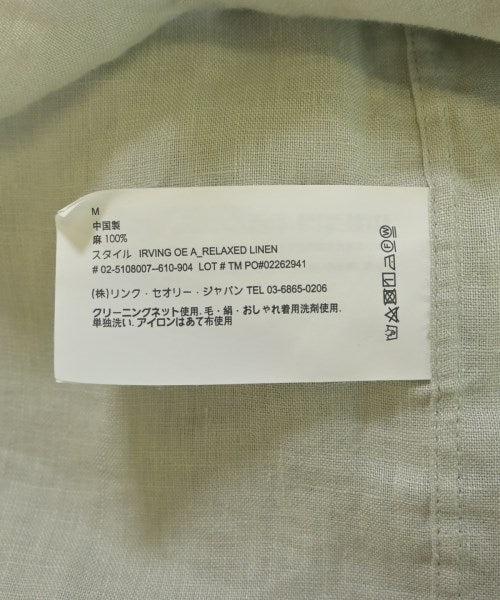 M
中国製
麻 100%
スタイル IRVING OE A_RELAXED LINEN
# 02-5108007--610-904 LOT # TM PO#02262941
(株)リンク・セオリー・ジャパン TEL 03-6865-0206
クリーニングネット使用. 毛・絹・おしゃれ着用洗剤使用.
単独洗い. アイロンはあて布使用